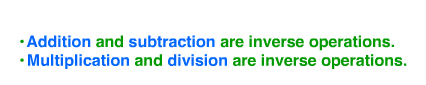 • Addition and subtraction are inverse operations.
• Multiplication and division are inverse operations.